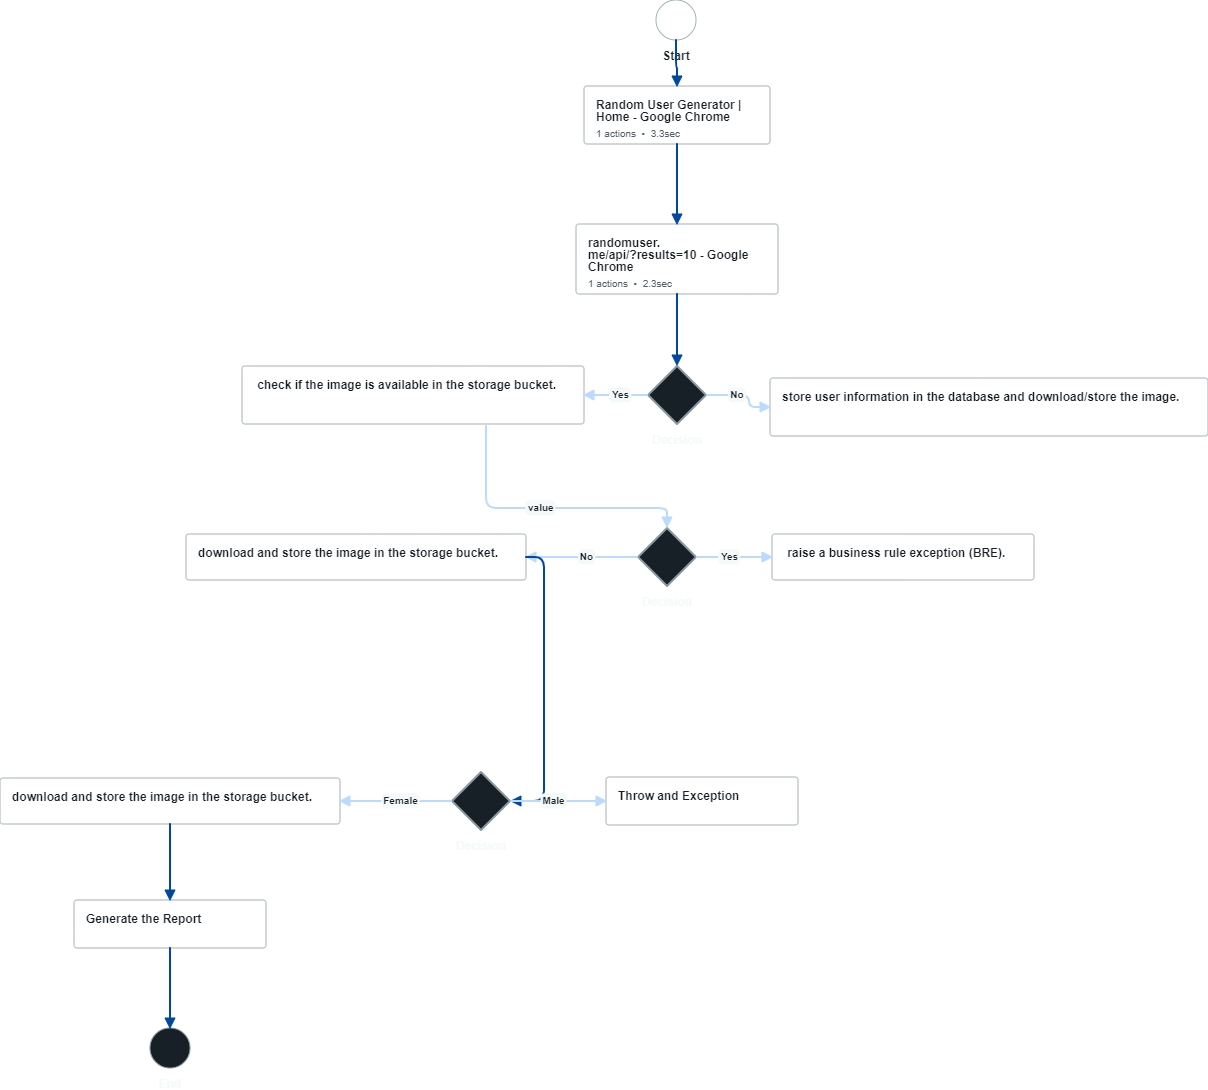 Start
Random User Generator |
Home - Google Chrome
1 actions • 3.3sec
randomuser.
me/api/?results=10 - Google
Chrome
1 actions • 2.3sec
check if the image is available in the storage bucket.
Yes
No
store user information in the database and download/store the image.
Decision
value
download and store the image in the storage bucket.
No
Yes
raise a business rule exception (BRE).
Decision
download and store the image in the storage bucket.
Female
Male
Throw and Exception
Decision
Generate the Report
End